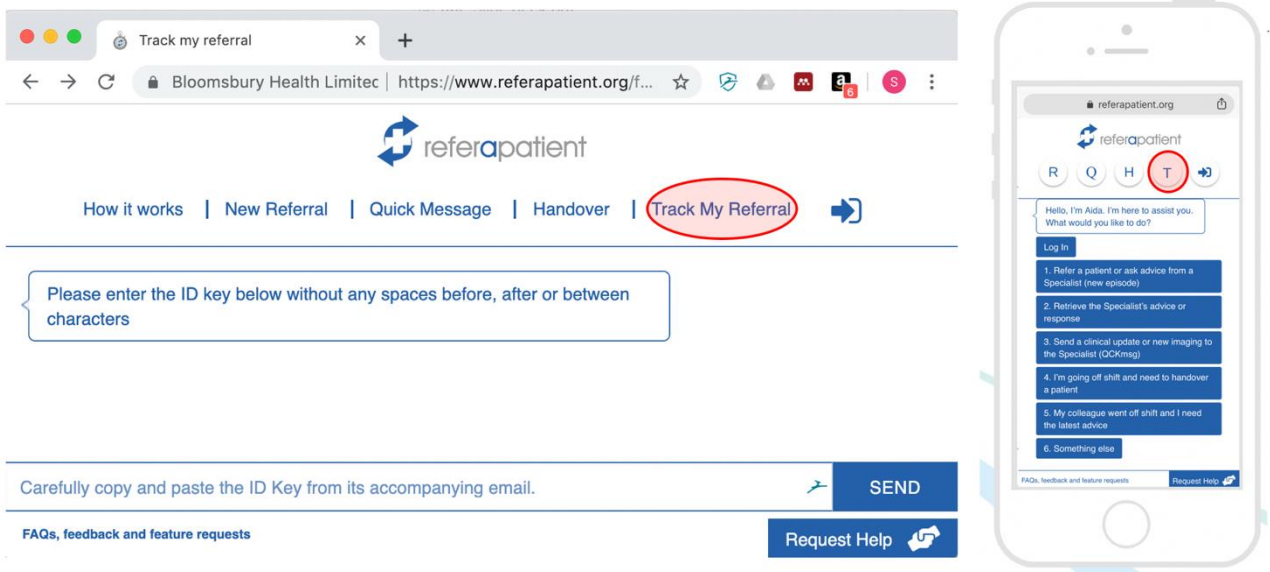 Track my referral
Bloomsbury Health Limitec | https://www.referapatient.org/f...
6
S
referapatient
How it works | New Referral | Quick Message | Handover | Track My Referral
Please enter the ID key below without any spaces before, after or between
characters
Carefully copy and paste the ID Key from its accompanying email.
SEND
FAQs, feedback and feature requests
Request Help
referapatient.org
referapatient
R Q H T
Hello, I'm Aida. I'm here to assist you.
What would you like to do?
Log In
1. Refer a patient or ask advice from a
Specialist (new episode)
2. Retrieve the Specialist's advice or
response
3. Send a clinical update or new imaging to
the Specialist (QCKmsg)
4. I'm going off shift and need to handover
a patient
5. My colleague went off shift and I need
the latest advice
6. Something else
FAQs, feedback and feature requests
Request Help